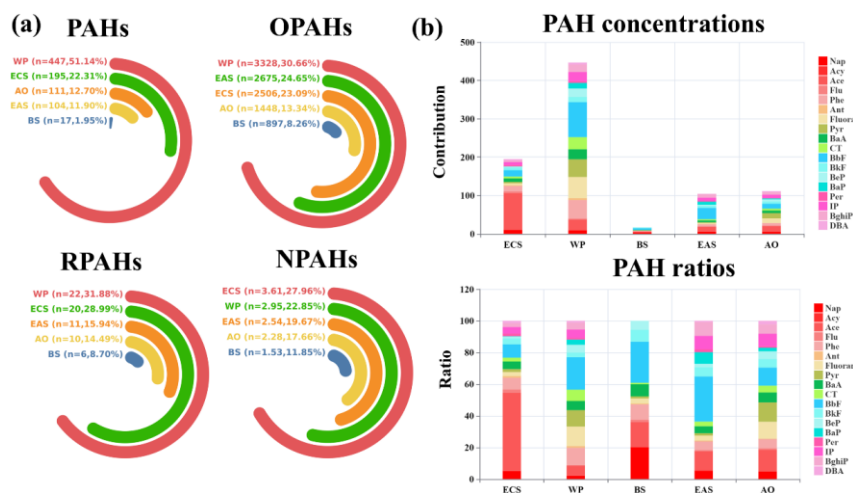 (a)
PAHs
WP (n=447,51.14%)
ECS (n=195,22.31%)
AO (n=111,12.70%)
EAS (n=104,11.90%)
BS (n=17,1.95%)
OPAHs
WP (n=3328,30.66%)
EAS (n=2675,24.65%)
ECS (n=2506,23.09%)
AO (n=1448,13.34%)
BS (n=897,8.26%)
RPAHs
WP (n=22,31.88%)
ECS (n=20,28.99%)
EAS (n=11,15.94%)
AO (n=10,14.49%)
BS (n=6,8.70%)
NPAHs
ECS (n=3.61,27.96%)
WP (n=2.95,22.85%)
EAS (n=2.54,19.67%)
AO (n=2.28,17.66%)
BS (n=1.53,11.85%)
(b)
PAH concentrations
Contribution
500
400
300
200
100
0
ECS WP BS EAS AO
Nap
Acy
Ace
Flu
Phe
Ant
Fluoran
Pyr
BaA
CT
BbF
BkF
BeP
BaP
Per
IP
BghiP
DBA
PAH ratios
Ratio
120
100
80
60
40
20
0
ECS WP BS EAS AO
Nap
Acy
Ace
Flu
Phe
Ant
Fluoran
Pyr
BaA
CT
BbF
BkF
BeP
BaP
Per
IP
BghiP
DBA